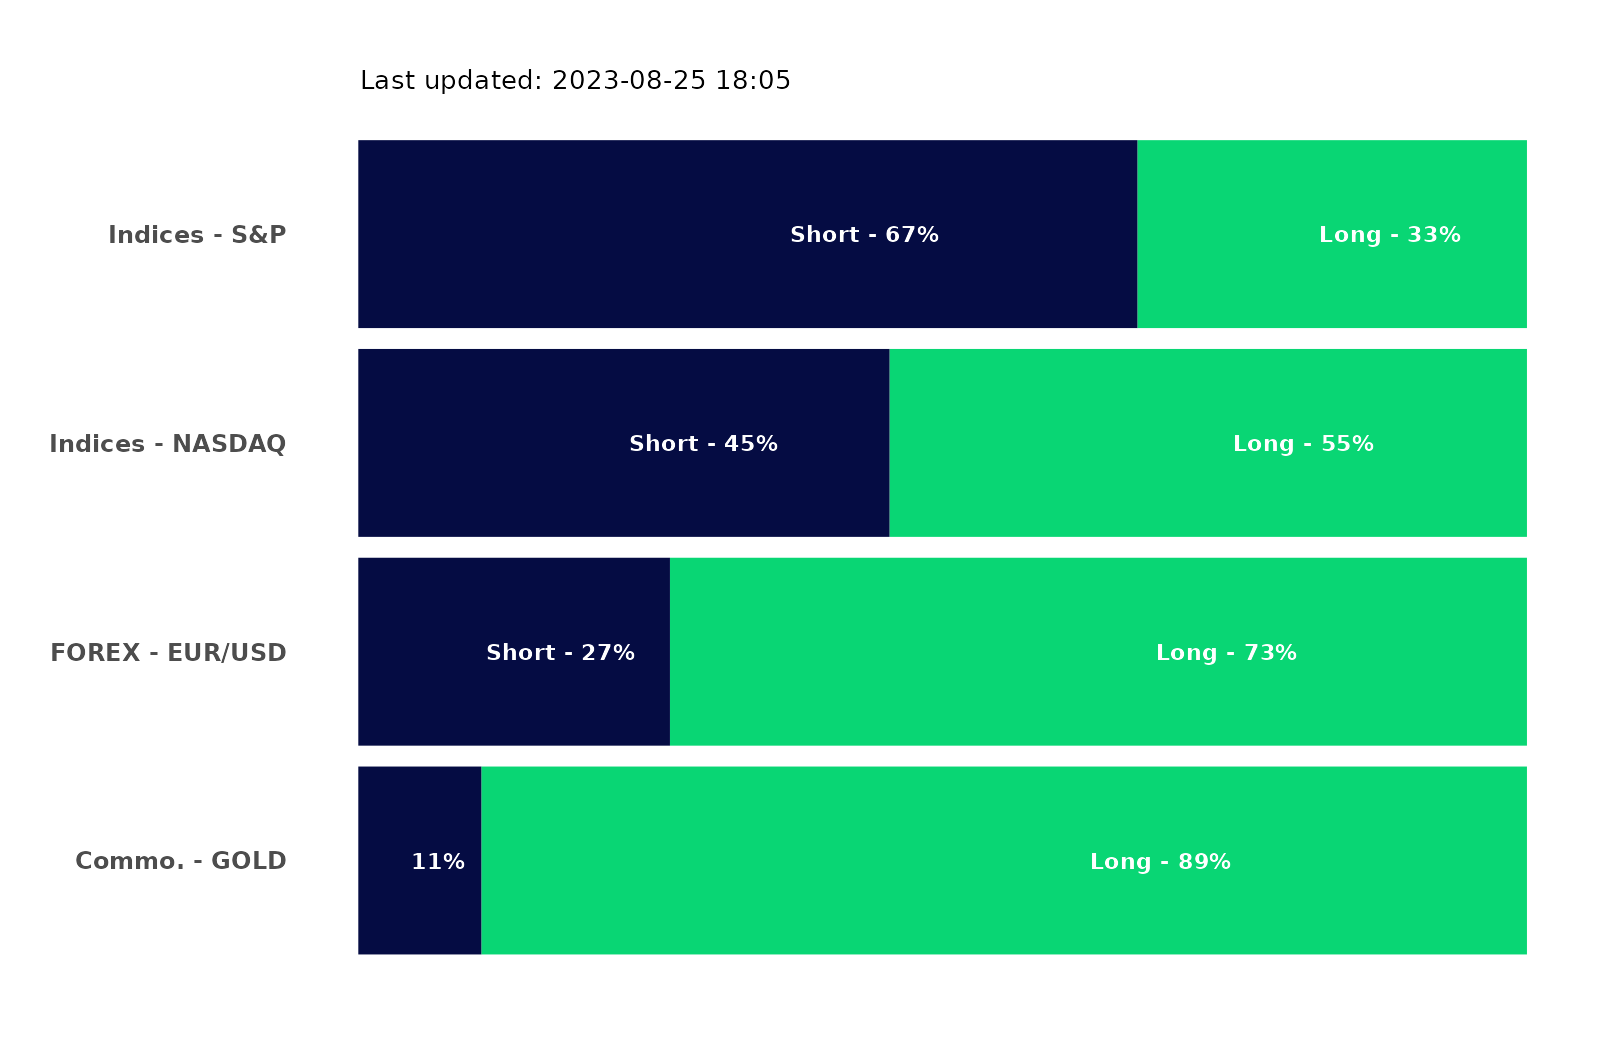 Last updated: 2023-08-25 18:05
Indices - S&P
Short - 67%
Long - 33%
Indices - NASDAQ
Short - 45%
Long - 55%
FOREX - EUR/USD
Short - 27%
Long - 73%
Commo. - GOLD
11%
Long - 89%